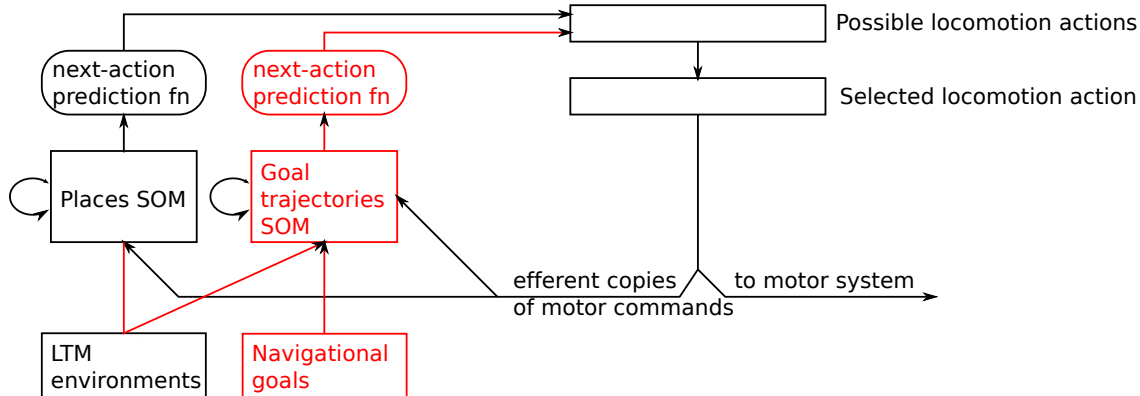 Possible locomotion actions
next-action
prediction fn
next-action
prediction fn
Selected locomotion action
Places SOM
Goal
trajectories
SOM
efferent copies
of motor commands
to motor system
LTM
environments
Navigational
goals